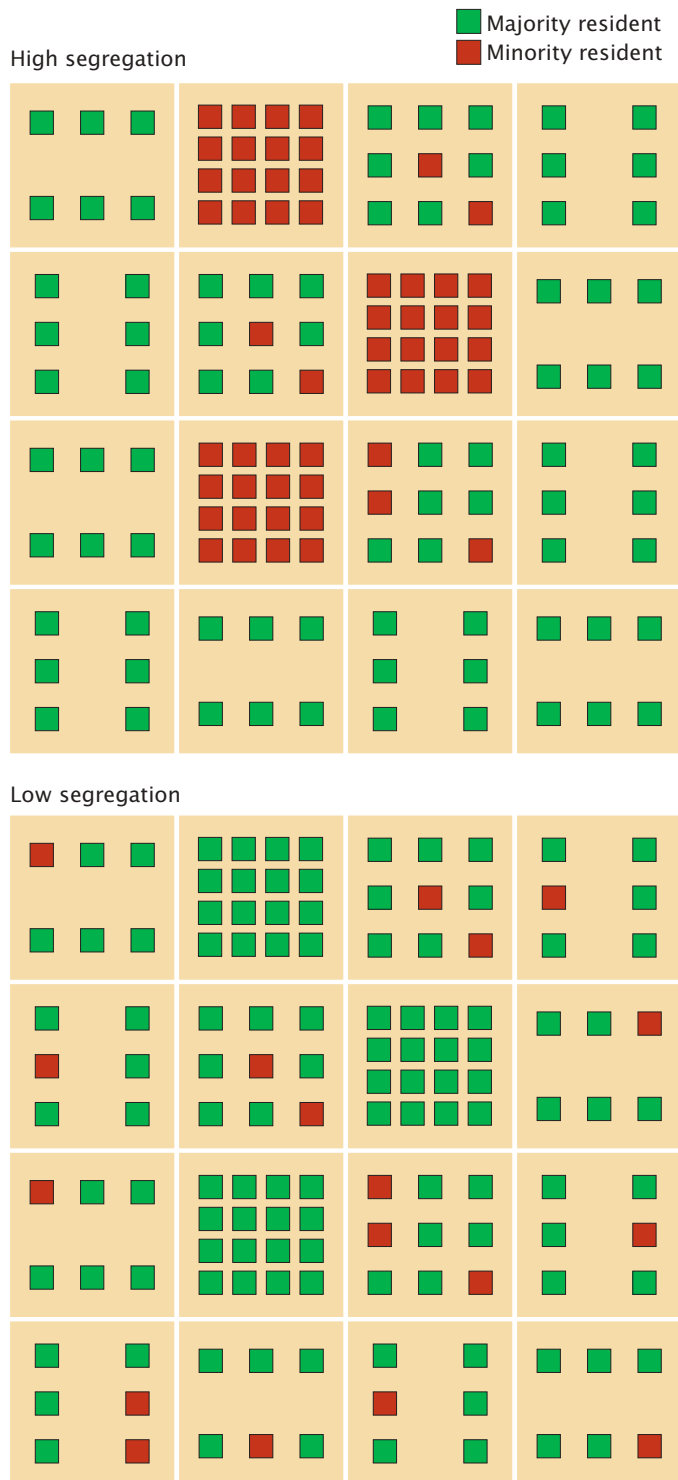 Majority resident
Minority resident
High segregation
Low segregation